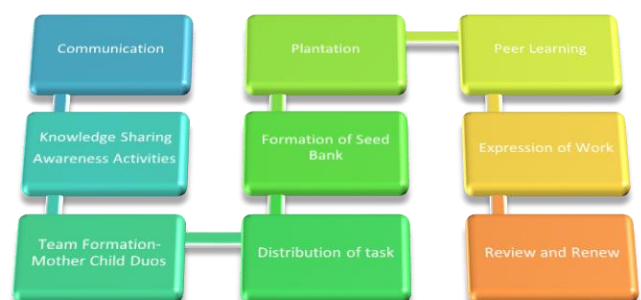 Communication
Knowledge Sharing
Awareness Activities
Team Formation-
Mother Child Duos
Distribution of task
Formation of Seed
Bank
Plantation
Peer Learning
Expression of Work
Review and Renew